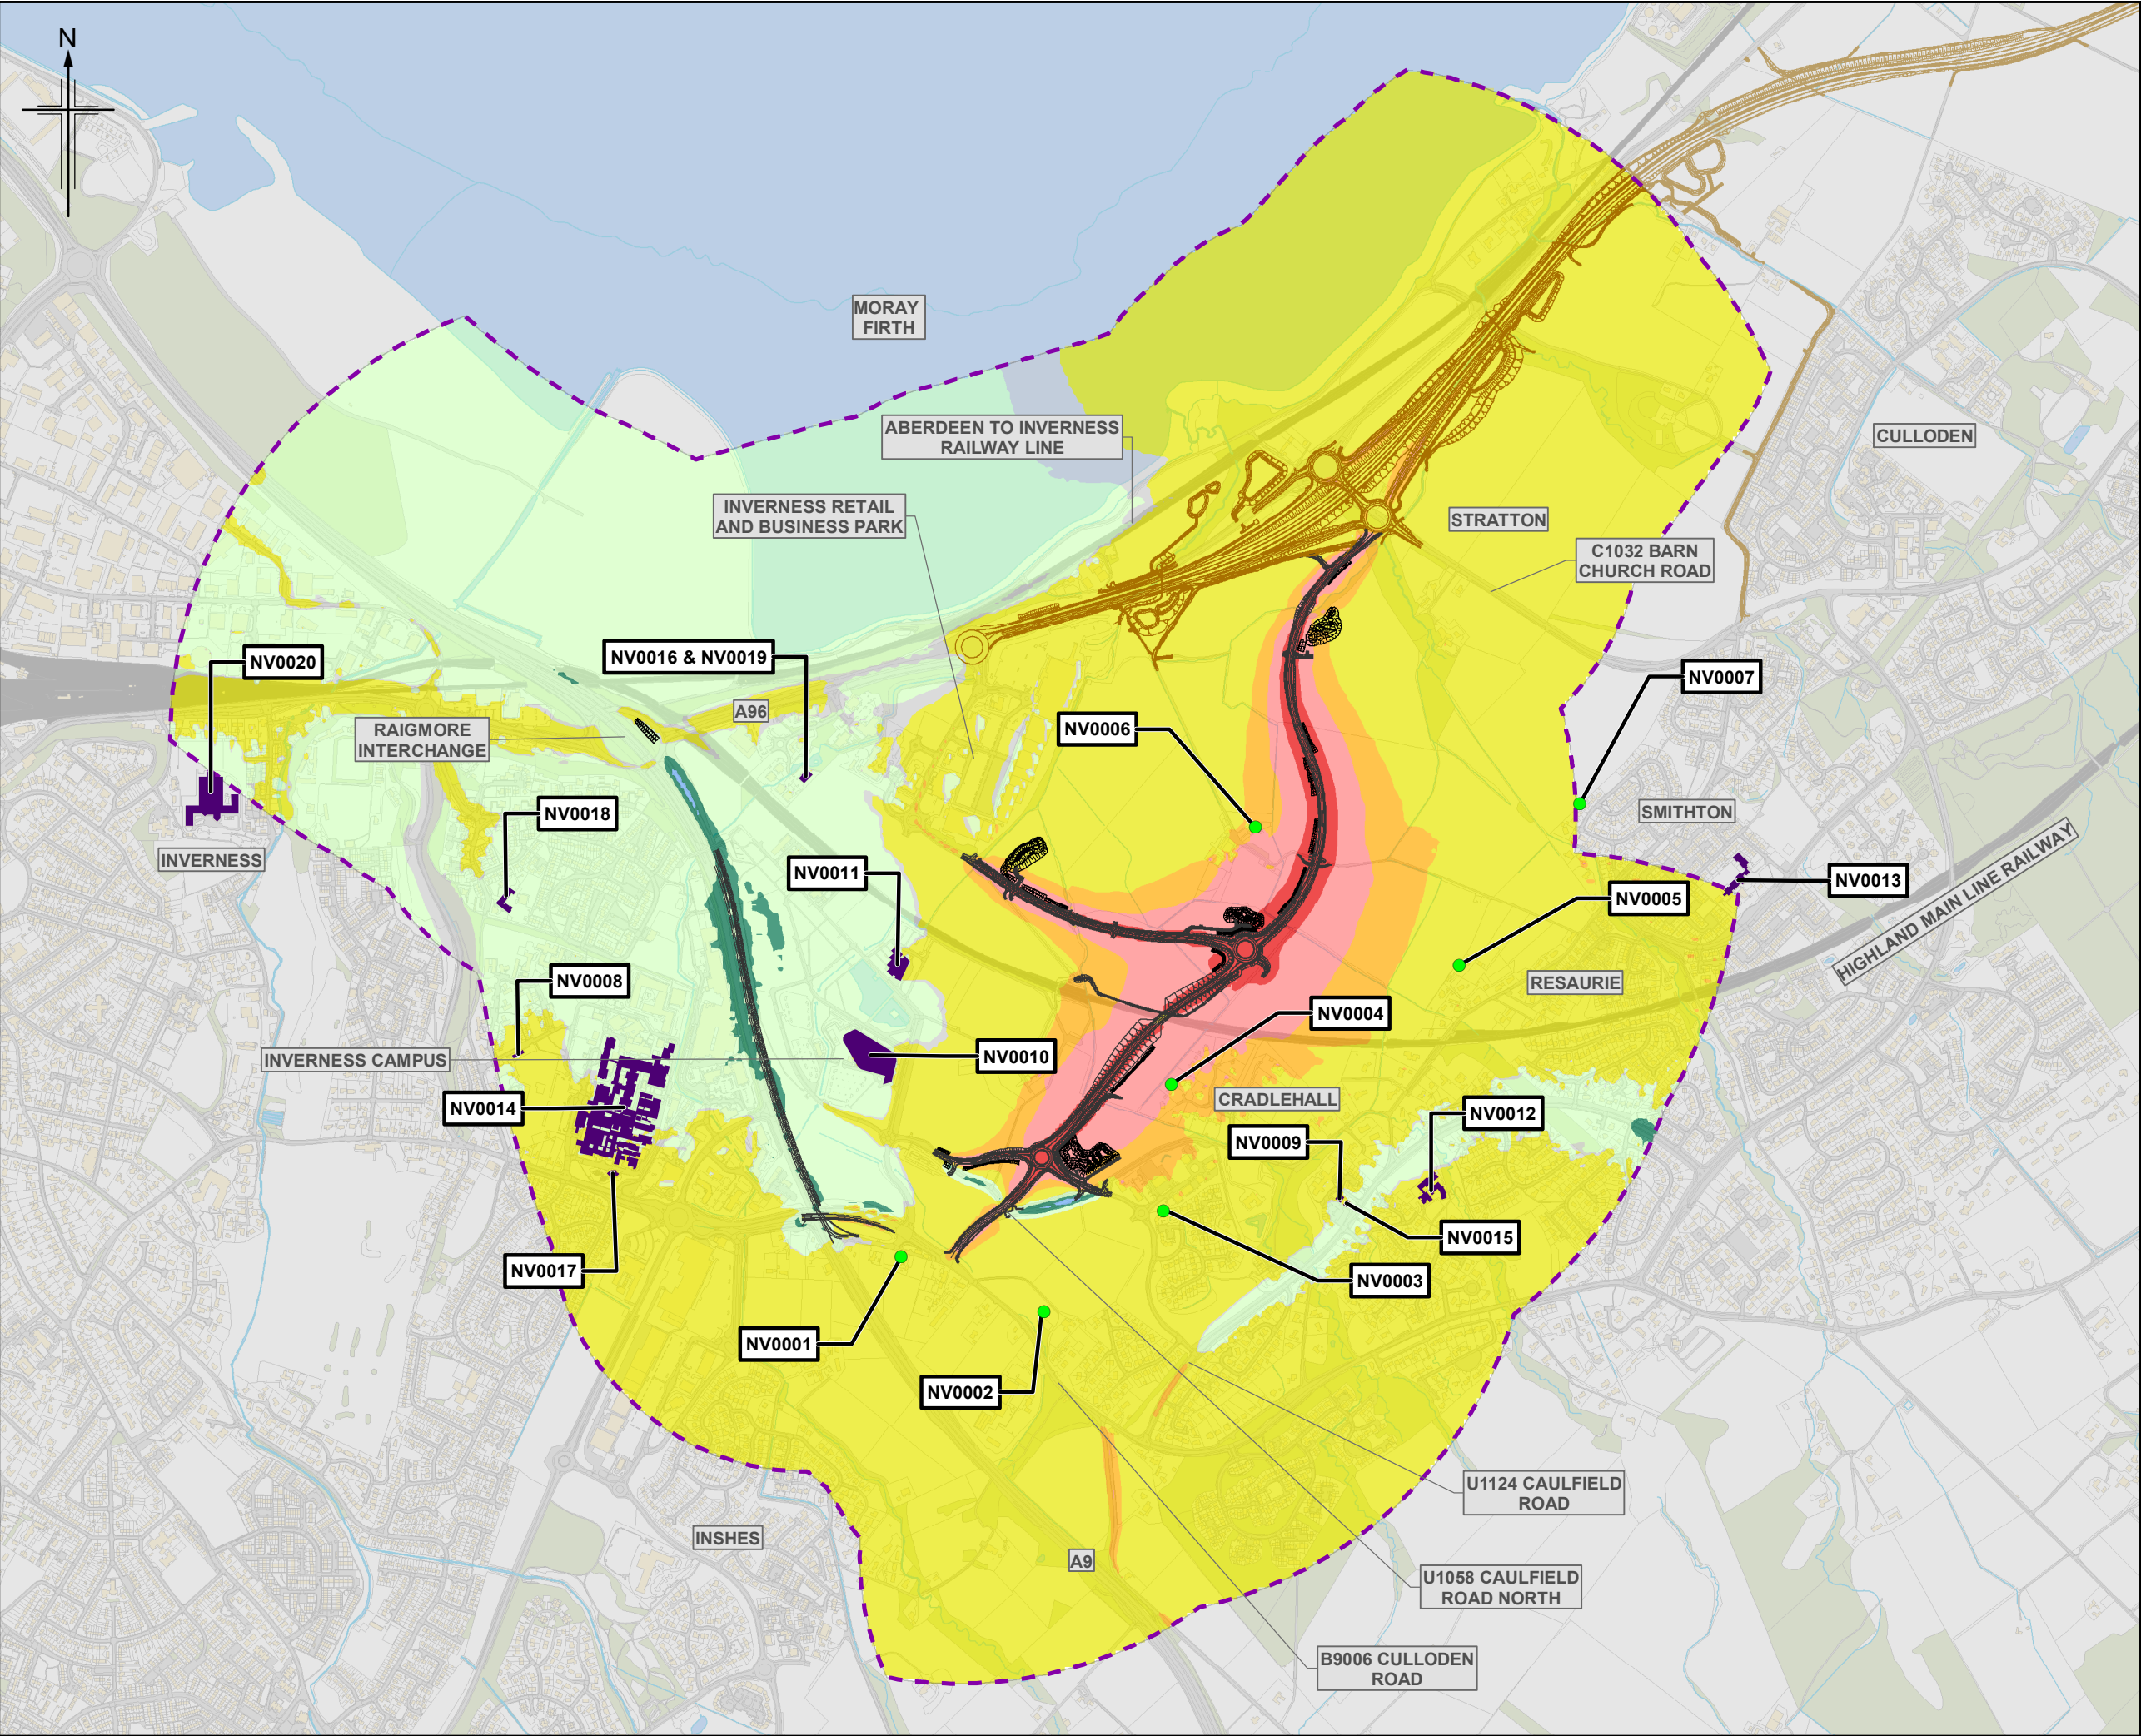 N
MORAY
FIRTH
ABERDEEN TO INVERNESS
RAILWAY LINE
CULLODEN
INVERNESS RETAIL
AND BUSINESS PARK
STRATTON
C1032 BARN
CHURCH ROAD
NV0020
NV0016 & NV0019
NV0007
A96
RAIGMORE
INTERCHANGE
NV0006
NV0018
SMITHTON
INVERNESS
NV0011
NV0013
HIGHLAND MAIN LINE RAILWAY
NV0005
NV0008
RESAURIE
NV0004
INVERNESS CAMPUS
NV0010
NV0014
CRADLEHALL
NV0012
NV0009
NV0015
NV0017
NV0003
NV0001
NV0002
U1124 CAULFIELD
ROAD
INSHES
A9
U1058 CAULFIELD
ROAD NORTH
B9006 CULLODEN
ROAD